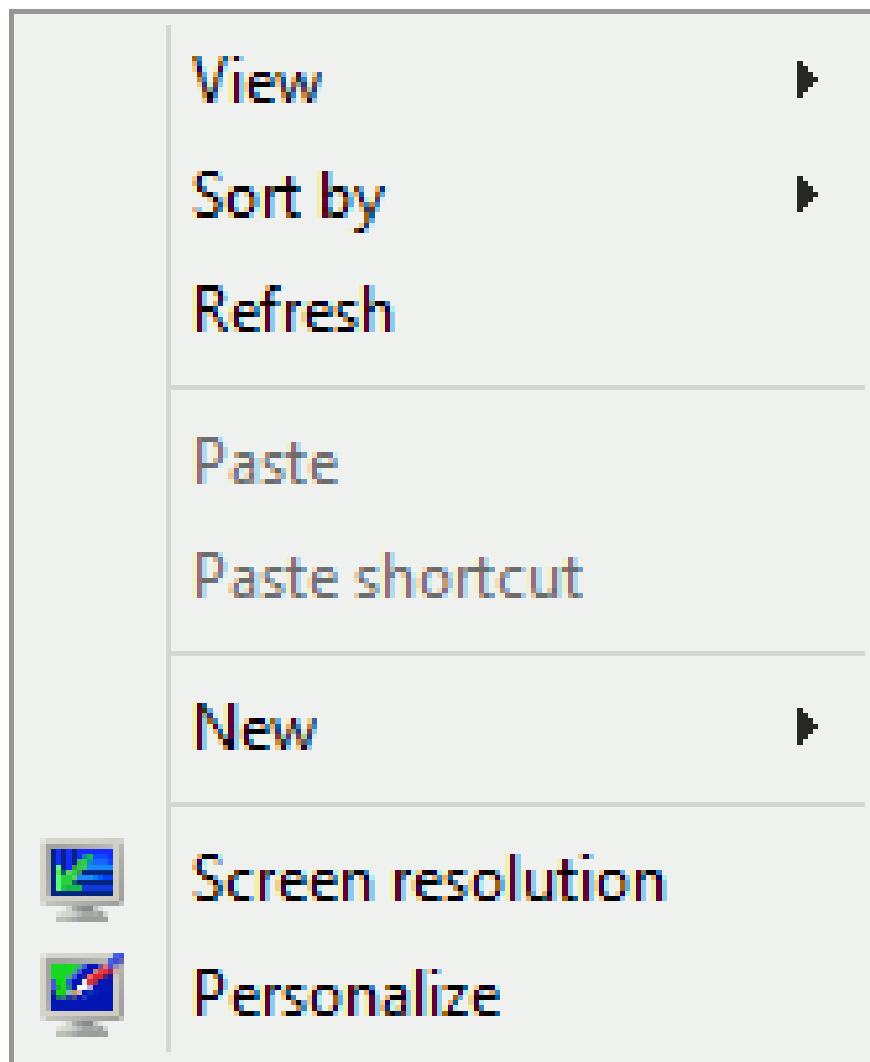 View
Sort by
Refresh
Paste
Paste shortcut
New
Screen resolution
Personalize